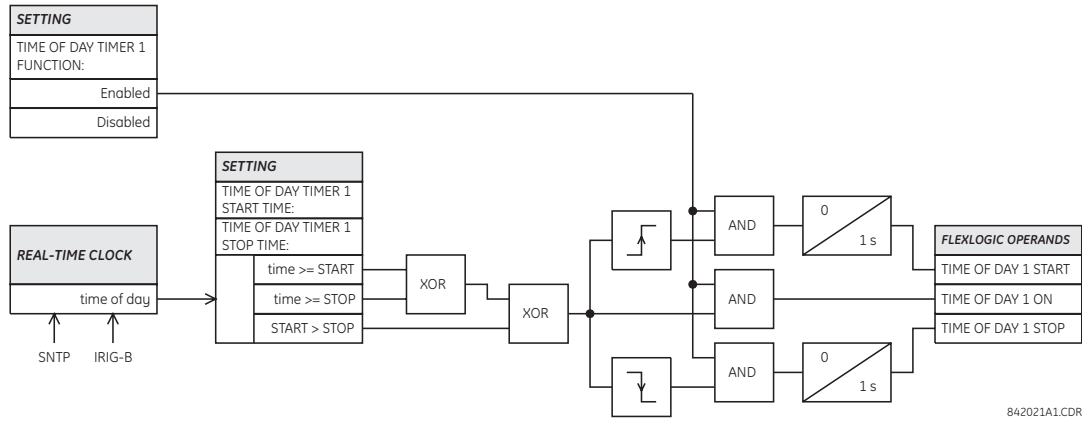 SETTING
TIME OF DAY TIMER 1
FUNCTION:
Enabled
Disabled
SETTING
TIME OF DAY TIMER 1
START TIME:
TIME OF DAY TIMER 1
STOP TIME:
time >= START
time >= STOP
START > STOP
REAL-TIME CLOCK
time of day
SNTP
IRIG-B
XOR
XOR
AND
AND
AND
0
1 s
0
1 s
FLEXLOGIC OPERANDS
TIME OF DAY 1 START
TIME OF DAY 1 ON
TIME OF DAY 1 STOP
842021A1.CDR